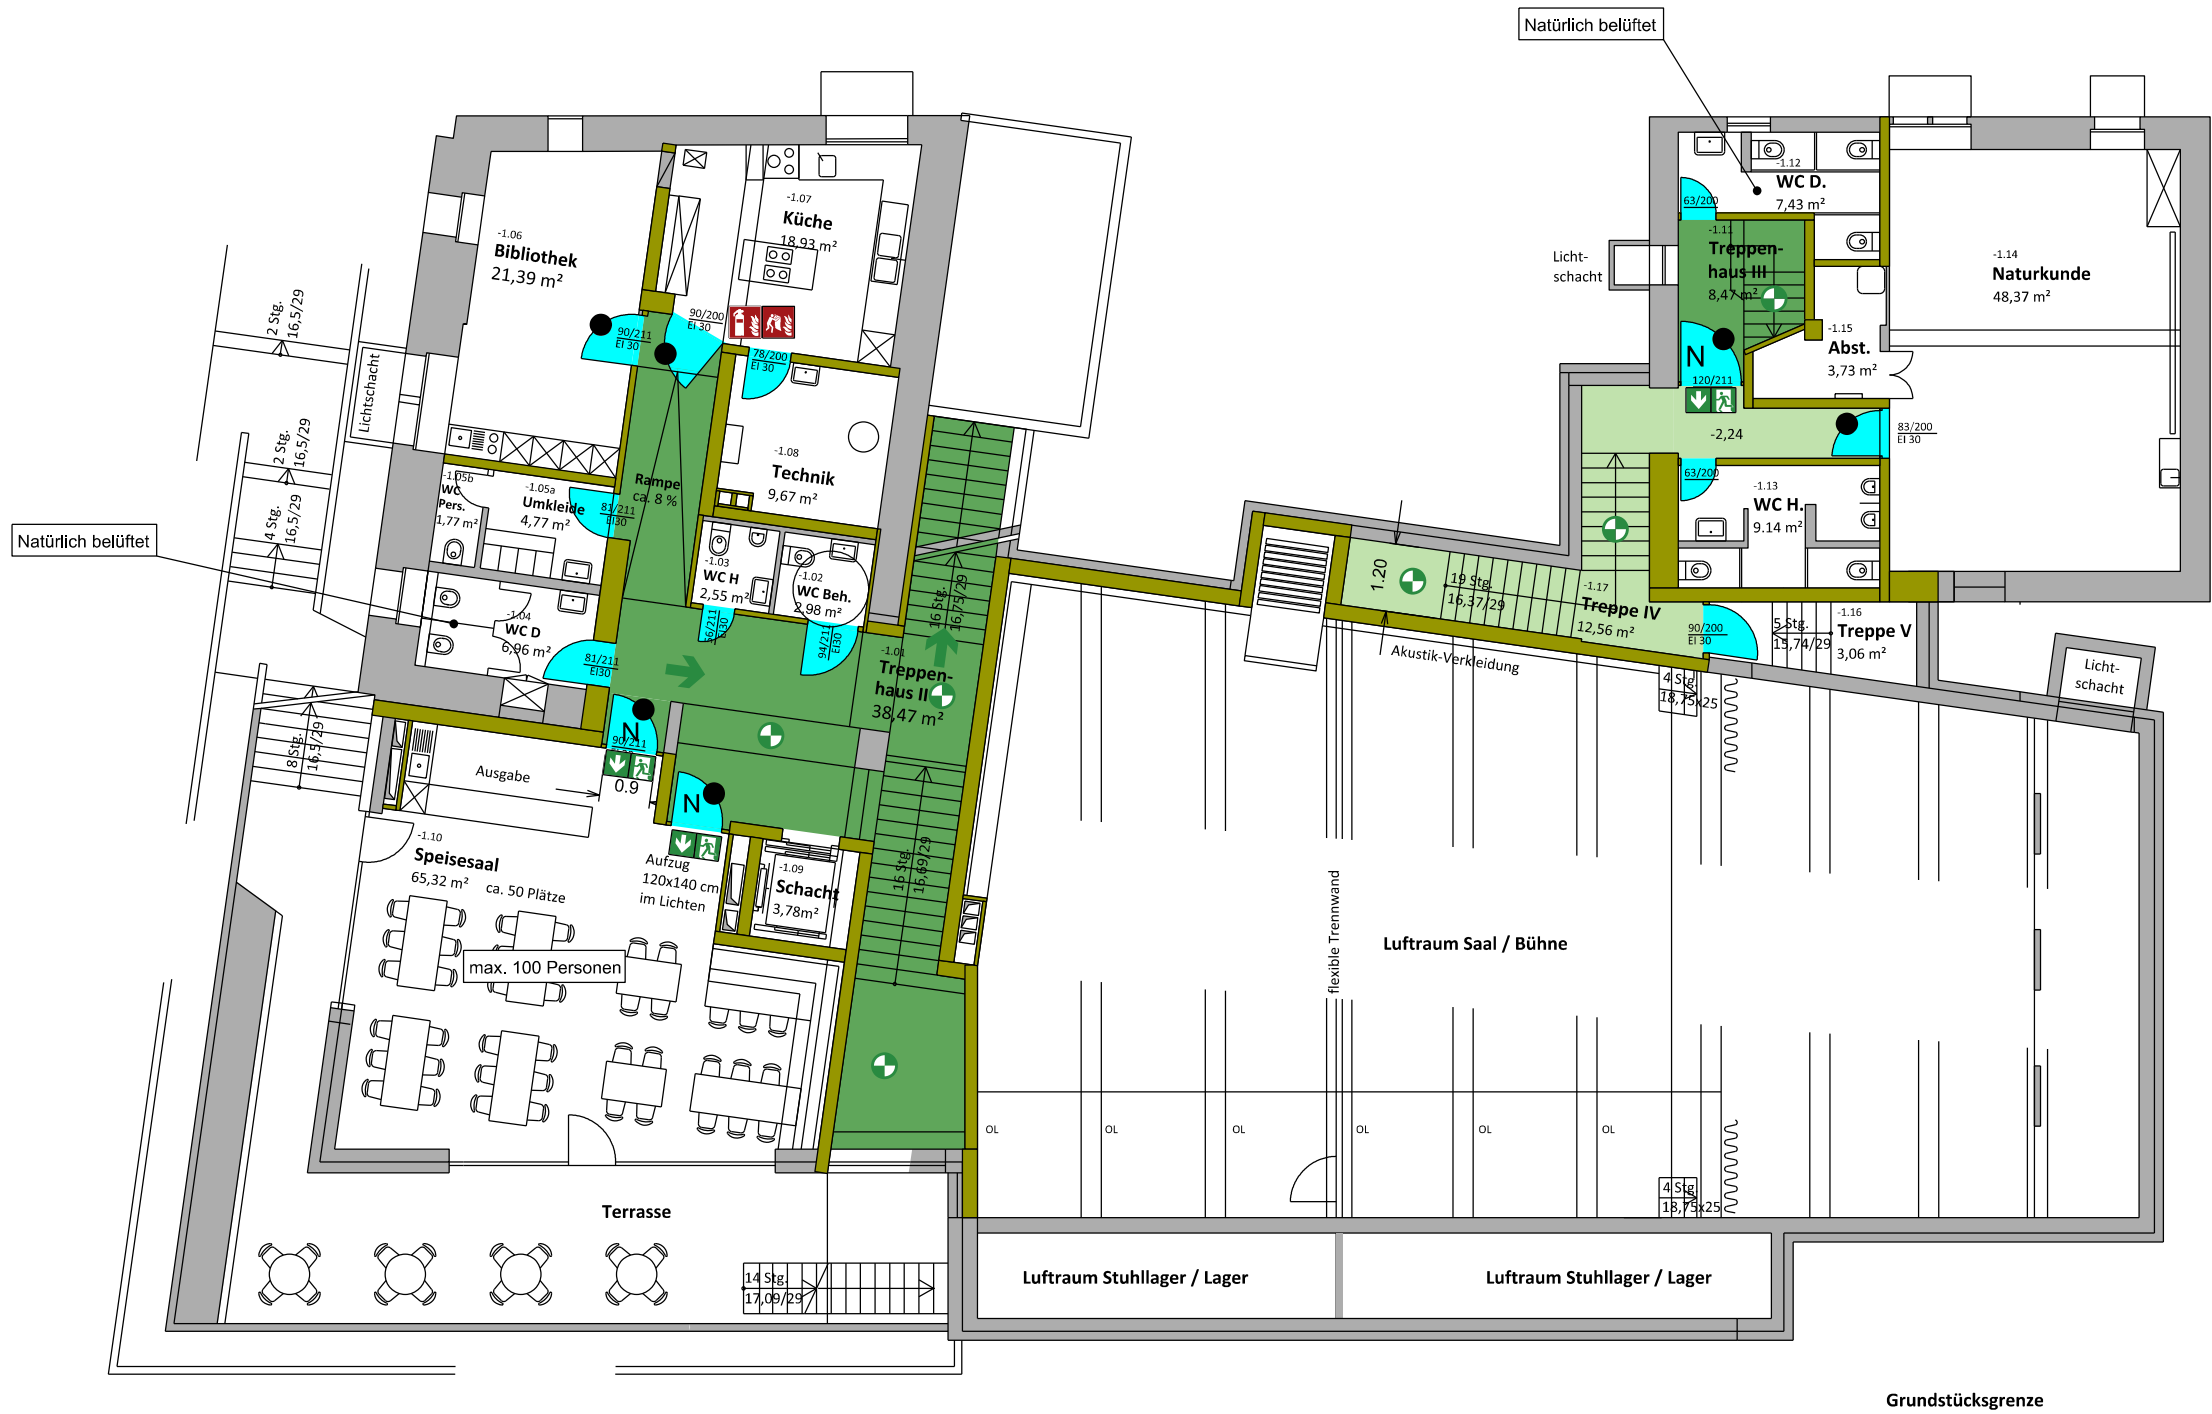 Natürlich belüftet
-1.12
WC D.
7,43 m²
63/200
-1.11
Treppen-
haus III
8,47 m²
Licht-
schacht
-1.14
Naturkunde
48,37 m²
-1.15
Abst.
3,73 m²
N
120/211
-2,24
83/200
EI 30
63/200
-1.13
WC H.
9.14 m²
-1.07
Küche
18,93 m²
-1.06
Bibliothek
21,39 m²
90/211
EI 30
90/200
EI 30
78/200
EI 30
2 Stg.
16,5/29
Lichtschacht
2 Stg.
16,5/29
4 Stg.
16,5/29
-1.08
Technik
9,67 m²
Rampe
ca. 8 %
-1.05b
WC
Pers.
1,77 m²
-1.05a
Umkleide
4,77 m²
81/211
EI30
Natürlich belüftet
-1.03
WC H
2,55 m²
-1.02
WC Beh.
2,98 m²
-1.04
WC D
6,96 m²
81/211
EI30
EI30
94/211
EI30
16 Stg.
16,75/29
-1.01
Treppen-
haus II
38,47 m²
1:20
19 Stg.
16,37/29
-1.17
Treppe IV
12,56 m²
90/200
EI 30
5 Stg.
15,74/29
-1.16
Treppe V
3,06 m²
Akustik-Verkleidung
4 Stg.
18,75x25
Licht-
schacht
8 Stg.
16,5/29
N
90/211
Ausgabe
0.9
N
-1.10
Speisesaal
65,32 m²
ca. 50 Plätze
Aufzug
120x140 cm
im Lichten
-1.09
Schacht
3,78m²
16 Stg.
16,69/29
max. 100 Personen
flexible Trennwand
Luftraum Saal / Bühne
OL
OL
OL
OL
OL
OL
4 Stg.
18,75x25
Terrasse
14 Stg.
17,09/29
Luftraum Stuhllager / Lager
Luftraum Stuhllager / Lager
Grundstücksgrenze